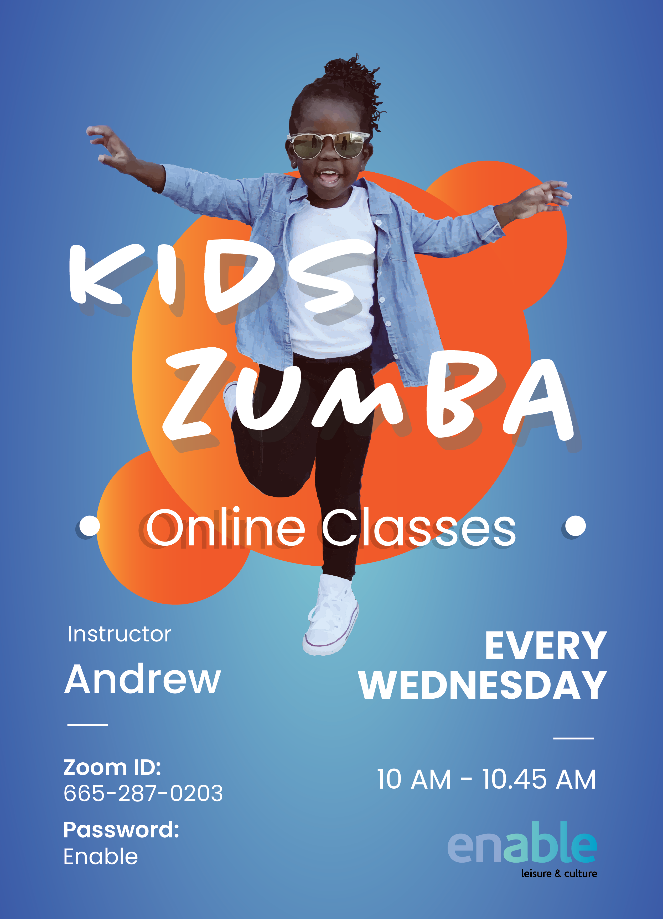 KIDS
ZUMBA
Online Classes
Instructor
Andrew
Zoom ID:
665-287-0203
Password:
Enable
EVERY
WEDNESDAY
10 AM - 10.45 AM
enable
leisure & culture